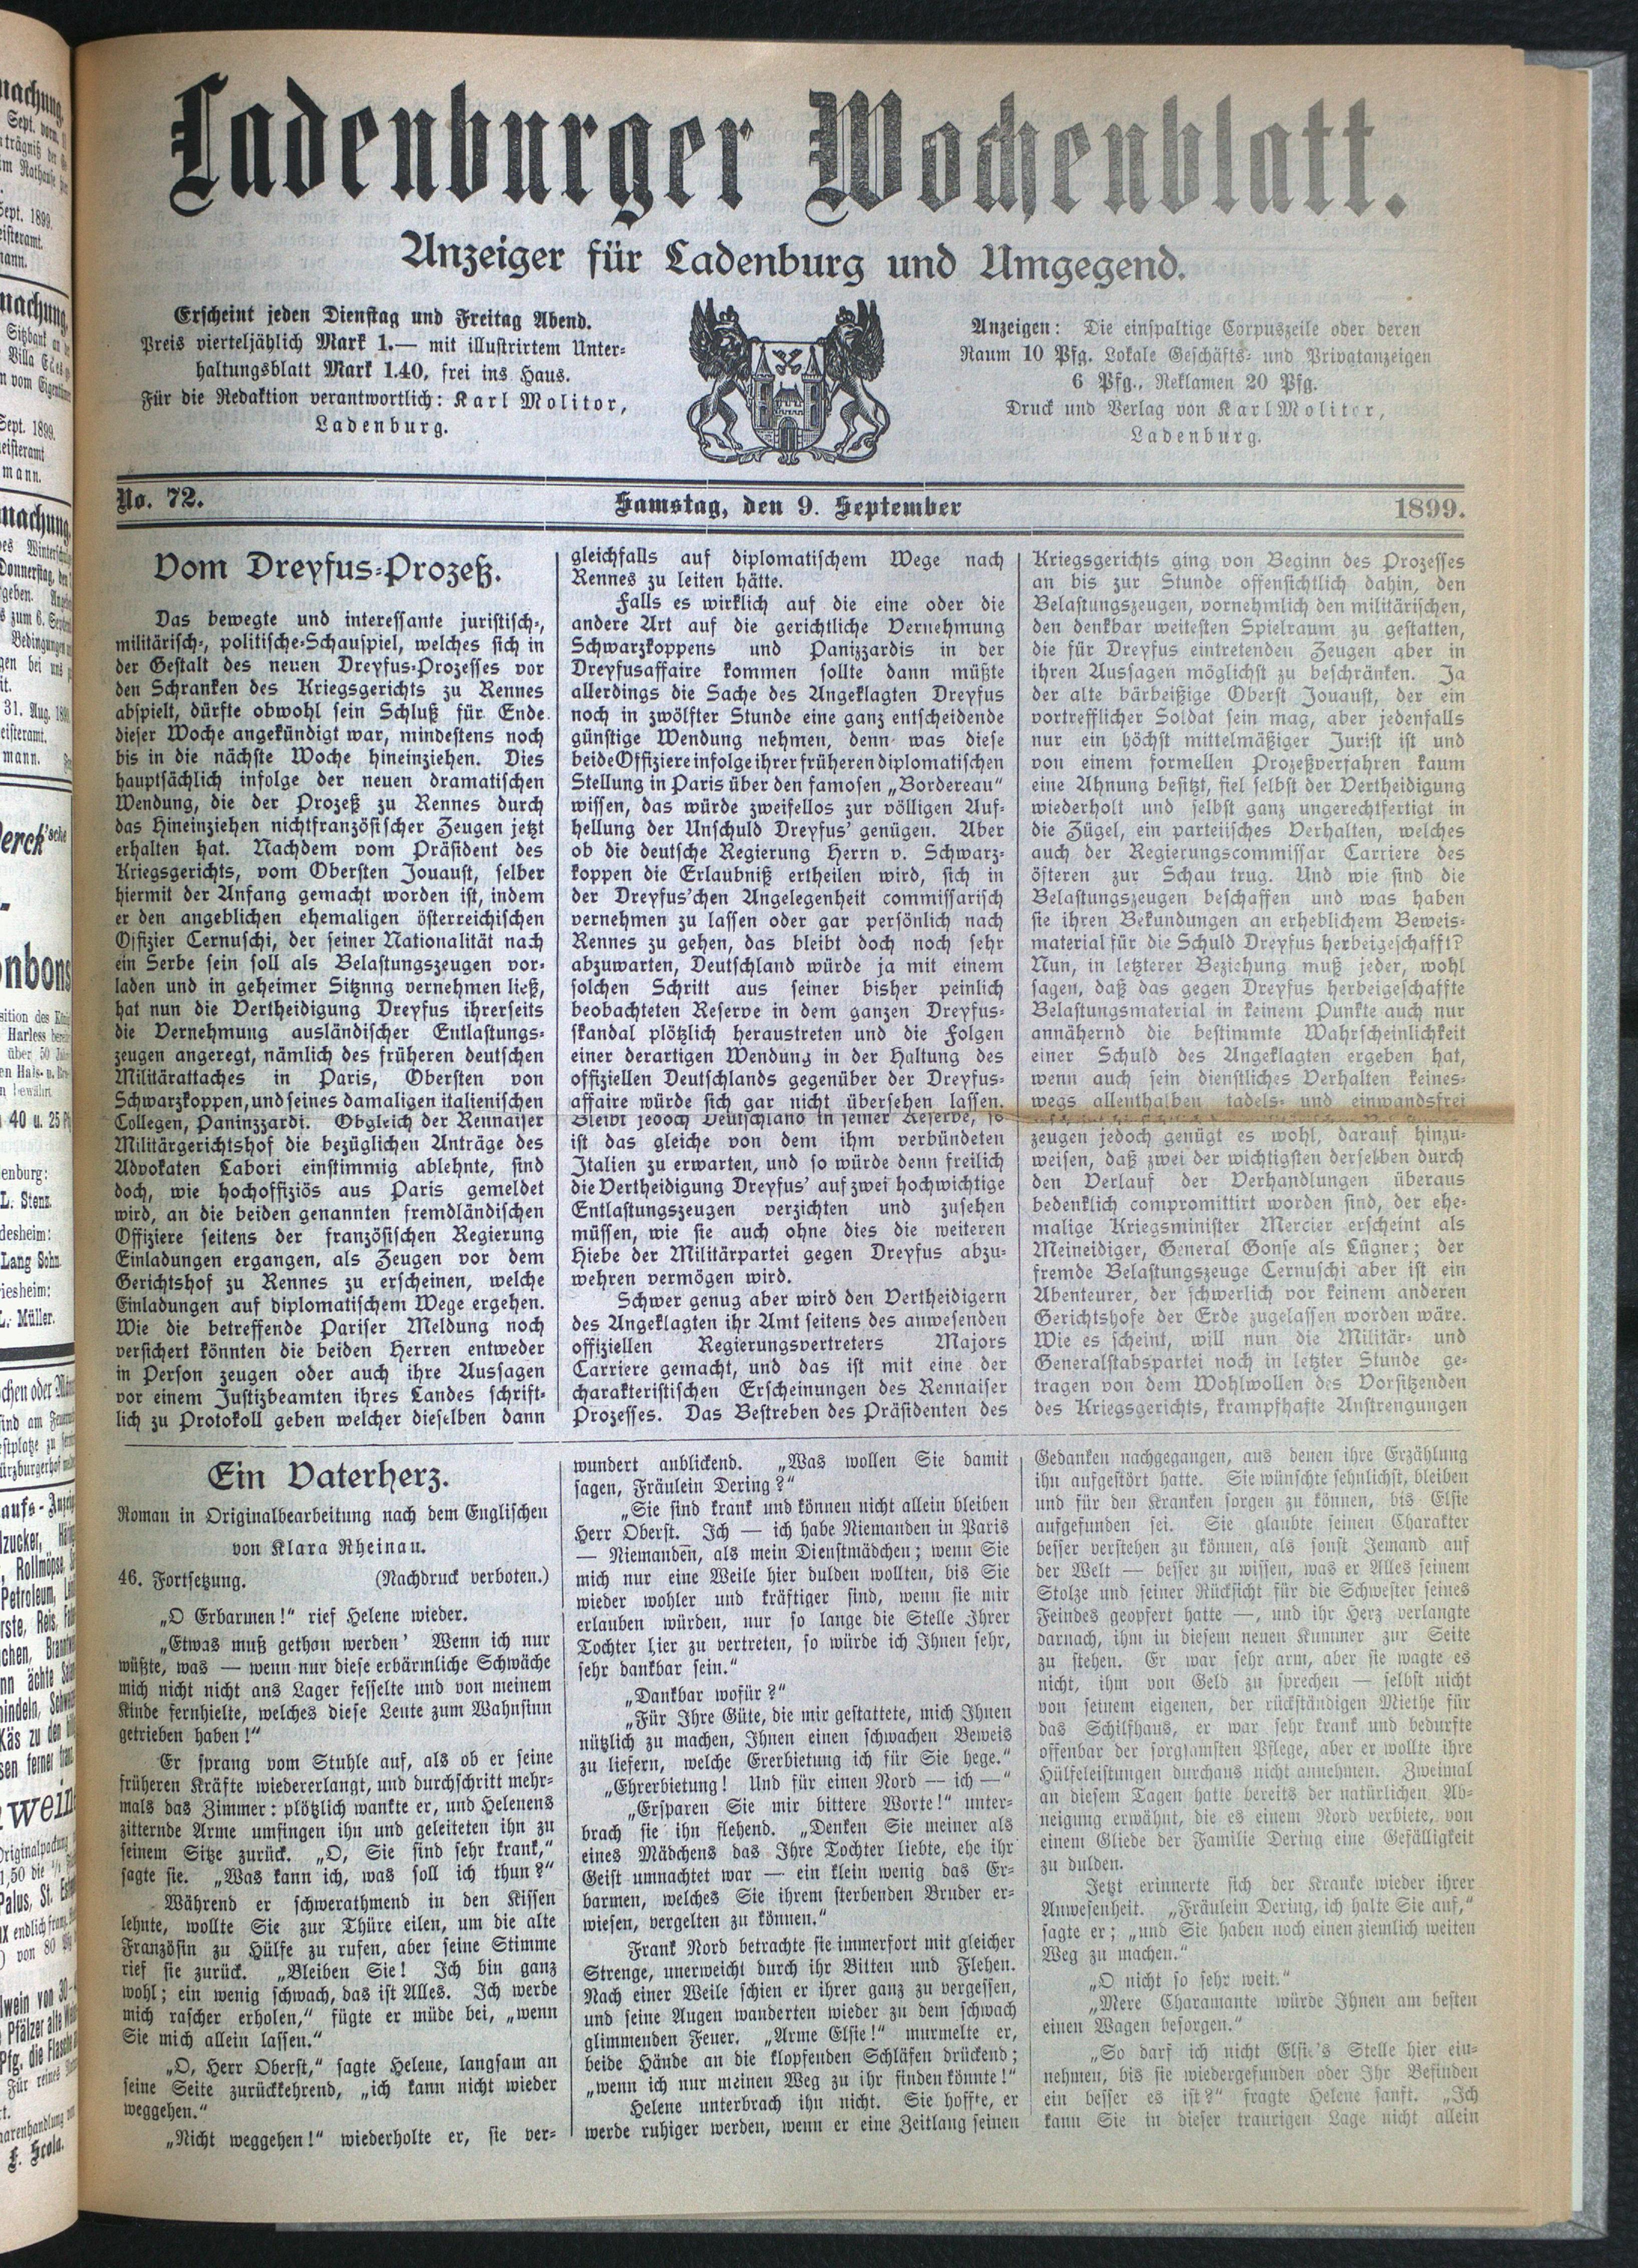 Ladenburger Wochenblatt.
Anzeiger für Ladenburg und Umgegend.
Erscheint jeden Dienstag und Freitag Abend.
Preis vierteljählich Mark 1.— mit illustrirtem Unter-
haltungsblatt Mark 1.40, frei ins Haus.
Für die Redaktion verantwortlich: Karl Molitor,
Ladenburg.
Anzeigen: Die einspaltige Corpuszeile oder deren
Raum 10 Pfg. Lokale Geschäfts- und Privatanzeigen
6 Pfg., Reklamen 20 Pfg.
Druck und Verlag von Karl Molitor,
Ladenburg.
No. 72.
Samstag, den 9. September
1899.
Vom Dreyfus-Prozeß.
Das bewegte und interessante juristisch-,
militärisch-, politische-Schauspiel, welches sich in
der Gestalt des neuen Dreyfus-Prozesses vor
den Schranken des Kriegsgerichts zu Rennes
abspielt, dürfte obwohl sein Schluß für Ende
dieser Woche angekündigt war, mindestens noch
bis in die nächste Woche hineinziehen. Dies
hauptsächlich infolge der neuen dramatischen
Wendung, die der Prozeß zu Rennes durch
das Hineinziehen nichtfranzösischer Zeugen jetzt
erhalten hat. Nachdem vom Präsident des
Kriegsgerichts, vom Obersten Jouaust, selber
hiermit der Anfang gemacht worden ist, indem
er den angeblichen ehemaligen österreichischen
Offizier Cernuschi, der seiner Nationalität nach
ein Serbe sein soll als Belastungszeugen vor-
laden und in geheimer Sitznng vernehmen ließ,
hat nun die Vertheidigung Dreyfus ihrerseits
die Vernehmung ausländischer Entlastungs-
zeugen angeregt, nämlich des früheren deutschen
Militärattaches in Paris, Obersten von
Schwarzkoppen, und seines damaligen italienischen
Collegen, Paninzzardi. Obgleich der Rennaiser
Militärgerichtshof die bezüglichen Anträge des
Advokaten Labori einstimmig ablehnte, sind
doch, wie hochoffiziös aus Paris gemeldet
wird, an die beiden genannten fremdländischen
Offiziere seitens der französischen Regierung
Einladungen ergangen, als Zeugen vor dem
Gerichtshof zu Rennes zu erscheinen, welche
Einladungen auf diplomatischem Wege ergehen.
Wie die betreffende Pariser Meldung noch
versichert könnten die beiden Herren entweder
in Person zeugen oder auch ihre Aussagen
vor einem Justizbeamten ihres Landes schrift-
lich zu Protokoll geben welcher dieselben dann
gleichfalls auf diplomatischem Wege nach
Rennes zu leiten hätte.
Falls es wirklich auf die eine oder die
andere Art auf die gerichtliche Vernehmung
Schwarzkoppens und Panizzardis in der
Dreyfusaffaire kommen sollte dann müßte
allerdings die Sache des Angeklagten Dreyfus
noch in zwölfter Stunde eine ganz entscheidende
günstige Wendung nehmen, denn was diese
beide Offiziere infolge ihrer früheren diplomatischen
Stellung in Paris über den famosen „Bordereau“
wissen, das würde zweifellos zur völligen Auf-
hellung der Unschuld Dreyfus' genügen. Aber
ob die deutsche Regierung Herrn v. Schwarz-
koppen die Erlaubniß ertheilen wird, sich in
der Dreyfus'chen Angelegenheit commissarisch
vernehmen zu lassen oder gar persönlich nach
Rennes zu gehen, das bleibt doch noch sehr
abzuwarten, Deutschland würde ja mit einem
solchen Schritt aus seiner bisher peinlich
beobachteten Reserve in dem ganzen Dreyfus-
skandal plötzlich heraustreten und die Folgen
einer derartigen Wendung in der Haltung des
offiziellen Deutschlands gegenüber der Dreyfus-
affaire würde sich gar nicht übersehen lassen.
Bleibt jedoch Deutschland in seiner Reserve, so
ist das gleiche von dem ihm verbündeten
Italien zu erwarten, und so würde denn freilich
die Vertheidigung Dreyfus' auf zwei hochwichtige
Entlastungszeugen verzichten und zusehen
müssen, wie sie auch ohne dies die weiteren
Hiebe der Militärpartei gegen Dreyfus abzu-
wehren vermögen wird.
Schwer genug aber wird den Vertheidigern
des Angeklagten ihr Amt seitens des anwesenden
offiziellen Regierungsvertreters Majors
Carriere gemacht, und das ist mit eine der
charakteristischen Erscheinungen des Rennaiser
Prozesses. Das Bestreben des Präsidenten des
Kriegsgerichts ging von Beginn des Prozesses
an bis zur Stunde offensichtlich dahin, den
Belastungszeugen, vornehmlich den militärischen,
den denkbar weitesten Spielraum zu gestatten,
die für Dreyfus eintretenden Zeugen aber in
ihren Aussagen möglichst zu beschränken. Ja
der alte bärbeißige Oberst Jouaust, der ein
vortrefflicher Soldat sein mag, aber jedenfalls
nur ein höchst mittelmäßiger Jurist ist und
von einem formellen Prozeßverfahren kaum
eine Ahnung besitzt, fiel selbst der Vertheidigung
wiederholt und selbst ganz ungerechtfertigt in
die Zügel, ein parteiisches Verhalten, welches
auch der Regierungscommissar Carriere des
öfteren zur Schau trug. Und wie sind die
Belastungszeugen beschaffen und was haben
sie ihren Bekundungen an erheblichem Beweis-
material für die Schuld Dreyfus herbeigeschafft?
Nun, in letzterer Beziehung muß jeder, wohl
sagen, daß das gegen Dreyfus herbeigeschaffte
Belastungsmaterial in keinem Punkte auch nur
annähernd die bestimmte Wahrscheinlichkeit
einer Schuld des Angeklagten ergeben hat,
wenn auch sein dienstliches Verhalten keines-
wegs allenthalben tadels- und einwandsfrei
zeugen jedoch genügt es wohl, darauf hinzu-
weisen, daß zwei der wichtigsten derselben durch
den Verlauf der Verhandlungen überaus
bedenklich compromittirt worden sind, der ehe-
malige Kriegsminister Mercier erscheint als
Meineidiger, General Gonse als Lügner; der
fremde Belastungszeuge Cernuschi aber ist ein
Abenteurer, der schwerlich vor keinem anderen
Gerichtshofe der Erde zugelassen worden wäre.
Wie es scheint, will nun die Militär- und
Generalstabspartei noch in letzter Stunde ge-
tragen von dem Wohlwollen des Vorsitzenden
des Kriegsgerichts, krampfhafte Anstrengungen
Ein Vaterherz.
Roman in Originalbearbeitung nach dem Englischen
von Klara Rheinau.
46. Fortsetzung. (Nachdruck verboten.)
„O Erbarmen!“ rief Helene wieder.
„Etwas muß gethan werden' Wenn ich nur
wüßte, was — wenn nur diese erbärmliche Schwäche
mich nicht nicht ans Lager fesselte und von meinem
Kinde fernhielte, welches diese Leute zum Wahnsinn
getrieben haben!“
Er sprang vom Stuhle auf, als ob er seine
früheren Kräfte wiedererlangt, und durchschritt mehr-
mals das Zimmer: plötzlich wankte er, und Helenens
zitternde Arme umfingen ihn und geleiteten ihn zu
seinem Sitze zurück. „O, Sie sind sehr krank,“
sagte sie. „Was kann ich, was soll ich thun?“
Während er schwerathmend in den Kissen
lehnte, wollte Sie zur Thüre eilen, um die alte
Französin zu Hülfe zu rufen, aber seine Stimme
rief sie zurück. „Bleiben Sie! Ich bin ganz
wohl; ein wenig schwach, das ist Alles. Ich werde
mich rascher erholen,“ fügte er müde bei, „wenn
Sie mich allein lassen.“
„O, Herr Oberst,“ sagte Helene, langsam an
seine Seite zurückkehrend, „ich kann nicht wieder
weggehen.“
„Nicht weggehen!“ wiederholte er, sie ver-
wundert anblickend. „Was wollen Sie damit
sagen, Fräulein Dering?“
„Sie sind krank und können nicht allein bleiben
Herr Oberst. Ich — ich habe Niemanden in Paris
— Niemanden, als mein Dienstmädchen; wenn Sie
mich nur eine Weile hier dulden wollten, bis Sie
wieder wohler und kräftiger sind, wenn sie mir
erlauben würden, nur so lange die Stelle Ihrer
Tochter hier zu vertreten, so würde ich Ihnen sehr,
sehr dankbar sein.“
„Dankbar wofür?“
„Für Ihre Güte, die mir gestattete, mich Ihnen
nützlich zu machen, Ihnen einen schwachen Beweis
zu liefern, welche Ererbietung ich für Sie hege.“
„Ehrerbietung! Und für einen Nord — ich —“
„Ersparen Sie mir bittere Worte!“ unter-
brach sie ihn flehend. „Denken Sie meiner als
eines Mädchens das Ihre Tochter liebte, ehe ihr
Geist umnachtet war — ein klein wenig das Er-
barmen, welches Sie ihrem sterbenden Bruder er-
wiesen, vergelten zu können.“
Frank Nord betrachte sie immerfort mit gleicher
Strenge, unerweicht durch ihr Bitten und Flehen.
Nach einer Weile schien er ihrer ganz zu vergessen,
und seine Augen wanderten wieder zu dem schwach
glimmenden Feuer. „Arme Elsie!“ murmelte er,
beide Hände an die klopfenden Schläfen drückend;
„wenn ich nur meinen Weg zu ihr finden könnte!“
Helene unterbrach ihn nicht. Sie hoffte, er
werde ruhiger werden, wenn er eine Zeitlang seinen
Gedanken nachgegangen, aus denen ihre Erzählung
ihn aufgestört hatte. Sie wünschte sehnlichst, bleiben
und für den Kranken sorgen zu können, bis Elsie
aufgefunden sei. Sie glaubte seinen Charakter
besser verstehen zu können, als sonst Jemand auf
der Welt — besser zu wissen, was er Alles seinem
Stolze und seiner Rücksicht für die Schwester seines
Feindes geopfert hatte —, und ihr Herz verlangte
darnach, ihm in diesem neuen Kummer zur Seite
zu stehen. Er war sehr arm, aber sie wagte es
nicht, ihm von Geld zu sprechen — selbst nicht
von seinem eigenen, der rückständigen Miethe für
das Schilfhaus, er war sehr krank und bedurfte
offenbar der sorgsamsten Pflege, aber er wollte ihre
Hülfeleistungen durchaus nicht annehmen. Zweimal
an diesem Tagen hatte bereits der natürlichen Ab-
neigung erwähnt, die es einem Nord verbiete, von
einem Gliede der Familie Dering eine Gefälligkeit
zu dulden.
Jetzt erinnerte sich der Kranke wieder ihrer
Anwesenheit. „Fräulein Dering, ich halte Sie auf,“
sagte er; „und Sie haben noch einen ziemlich weiten
Weg zu machen.“
„O nicht so sehr weit.“
„Mere Charamante würde Ihnen am besten
einen Wagen besorgen.“
„So darf ich nicht Elsie's Stelle hier ein-
nehmen, bis sie wiedergefunden oder Ihr Befinden
ein besser es ist?“ fragte Helene sanft. „Ich
kann Sie in dieser traurigen Lage nicht allein